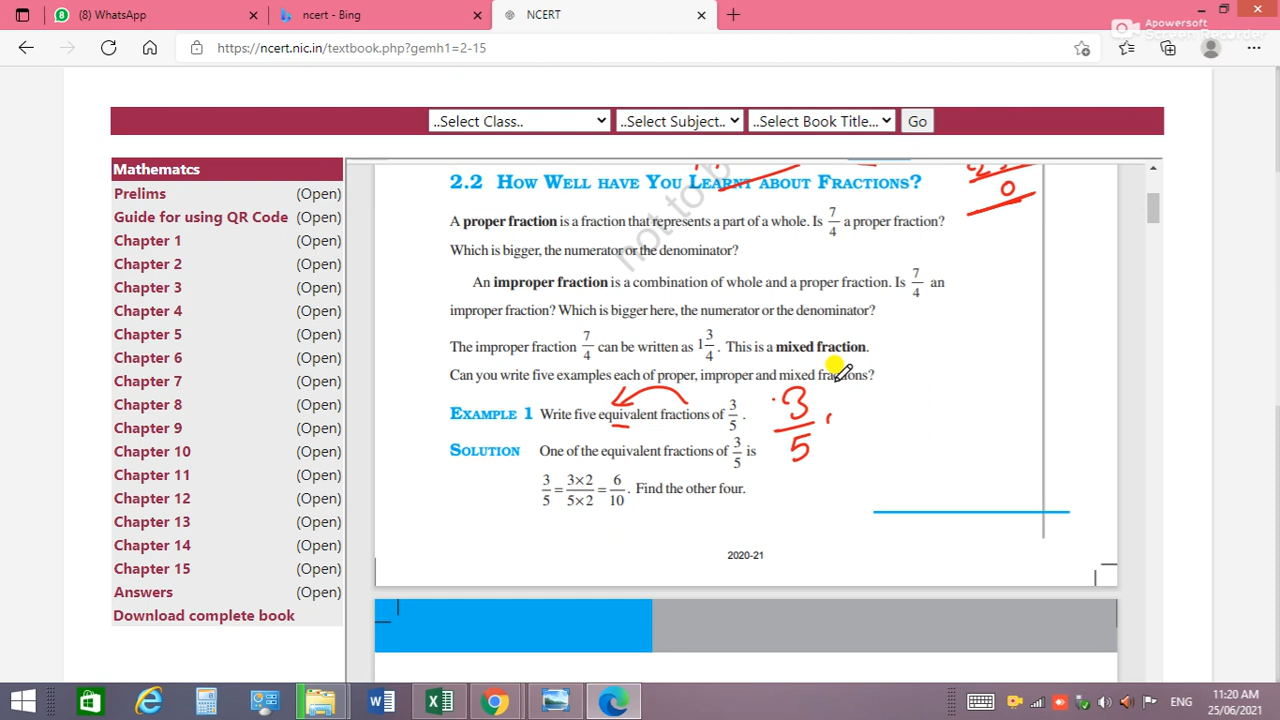 (8) WhatsApp
ncert - Bing
NCERT
Apowersoft
Screen Recorder
https://ncert.nic.in/textbook.php?gemh1=2-15
..Select Class..
..Select Subject..
..Select Book Title...
Go
Mathematcs
Prelims (Open)
Guide for using QR Code (Open)
Chapter 1 (Open)
Chapter 2 (Open)
Chapter 3 (Open)
Chapter 4 (Open)
Chapter 5 (Open)
Chapter 6 (Open)
Chapter 7 (Open)
Chapter 8 (Open)
Chapter 9 (Open)
Chapter 10 (Open)
Chapter 11 (Open)
Chapter 12 (Open)
Chapter 13 (Open)
Chapter 14 (Open)
Chapter 15 (Open)
Answers (Open)
Download complete book
0
not to b
2.2 HOW WELL HAVE YOU LEARNT ABOUT FRACTIONS?
A proper fraction is a fraction that represents a part of a whole. Is 7/4 a proper fraction?
Which is bigger, the numerator or the denominator?
An improper fraction is a combination of whole and a proper fraction. Is 7/4 an
improper fraction? Which is bigger here, the numerator or the denominator?
The improper fraction 7/4 can be written as 1 3/4. This is a mixed fraction.
Can you write five examples each of proper, improper and mixed fractions?
EXAMPLE 1 Write five equivalent fractions of 3/5.
3/5,
SOLUTION One of the equivalent fractions of 3/5 is
3/5 = 3×2/5×2 = 6/10. Find the other four.
2020-21
ENG
11:20 AM
25/06/2021